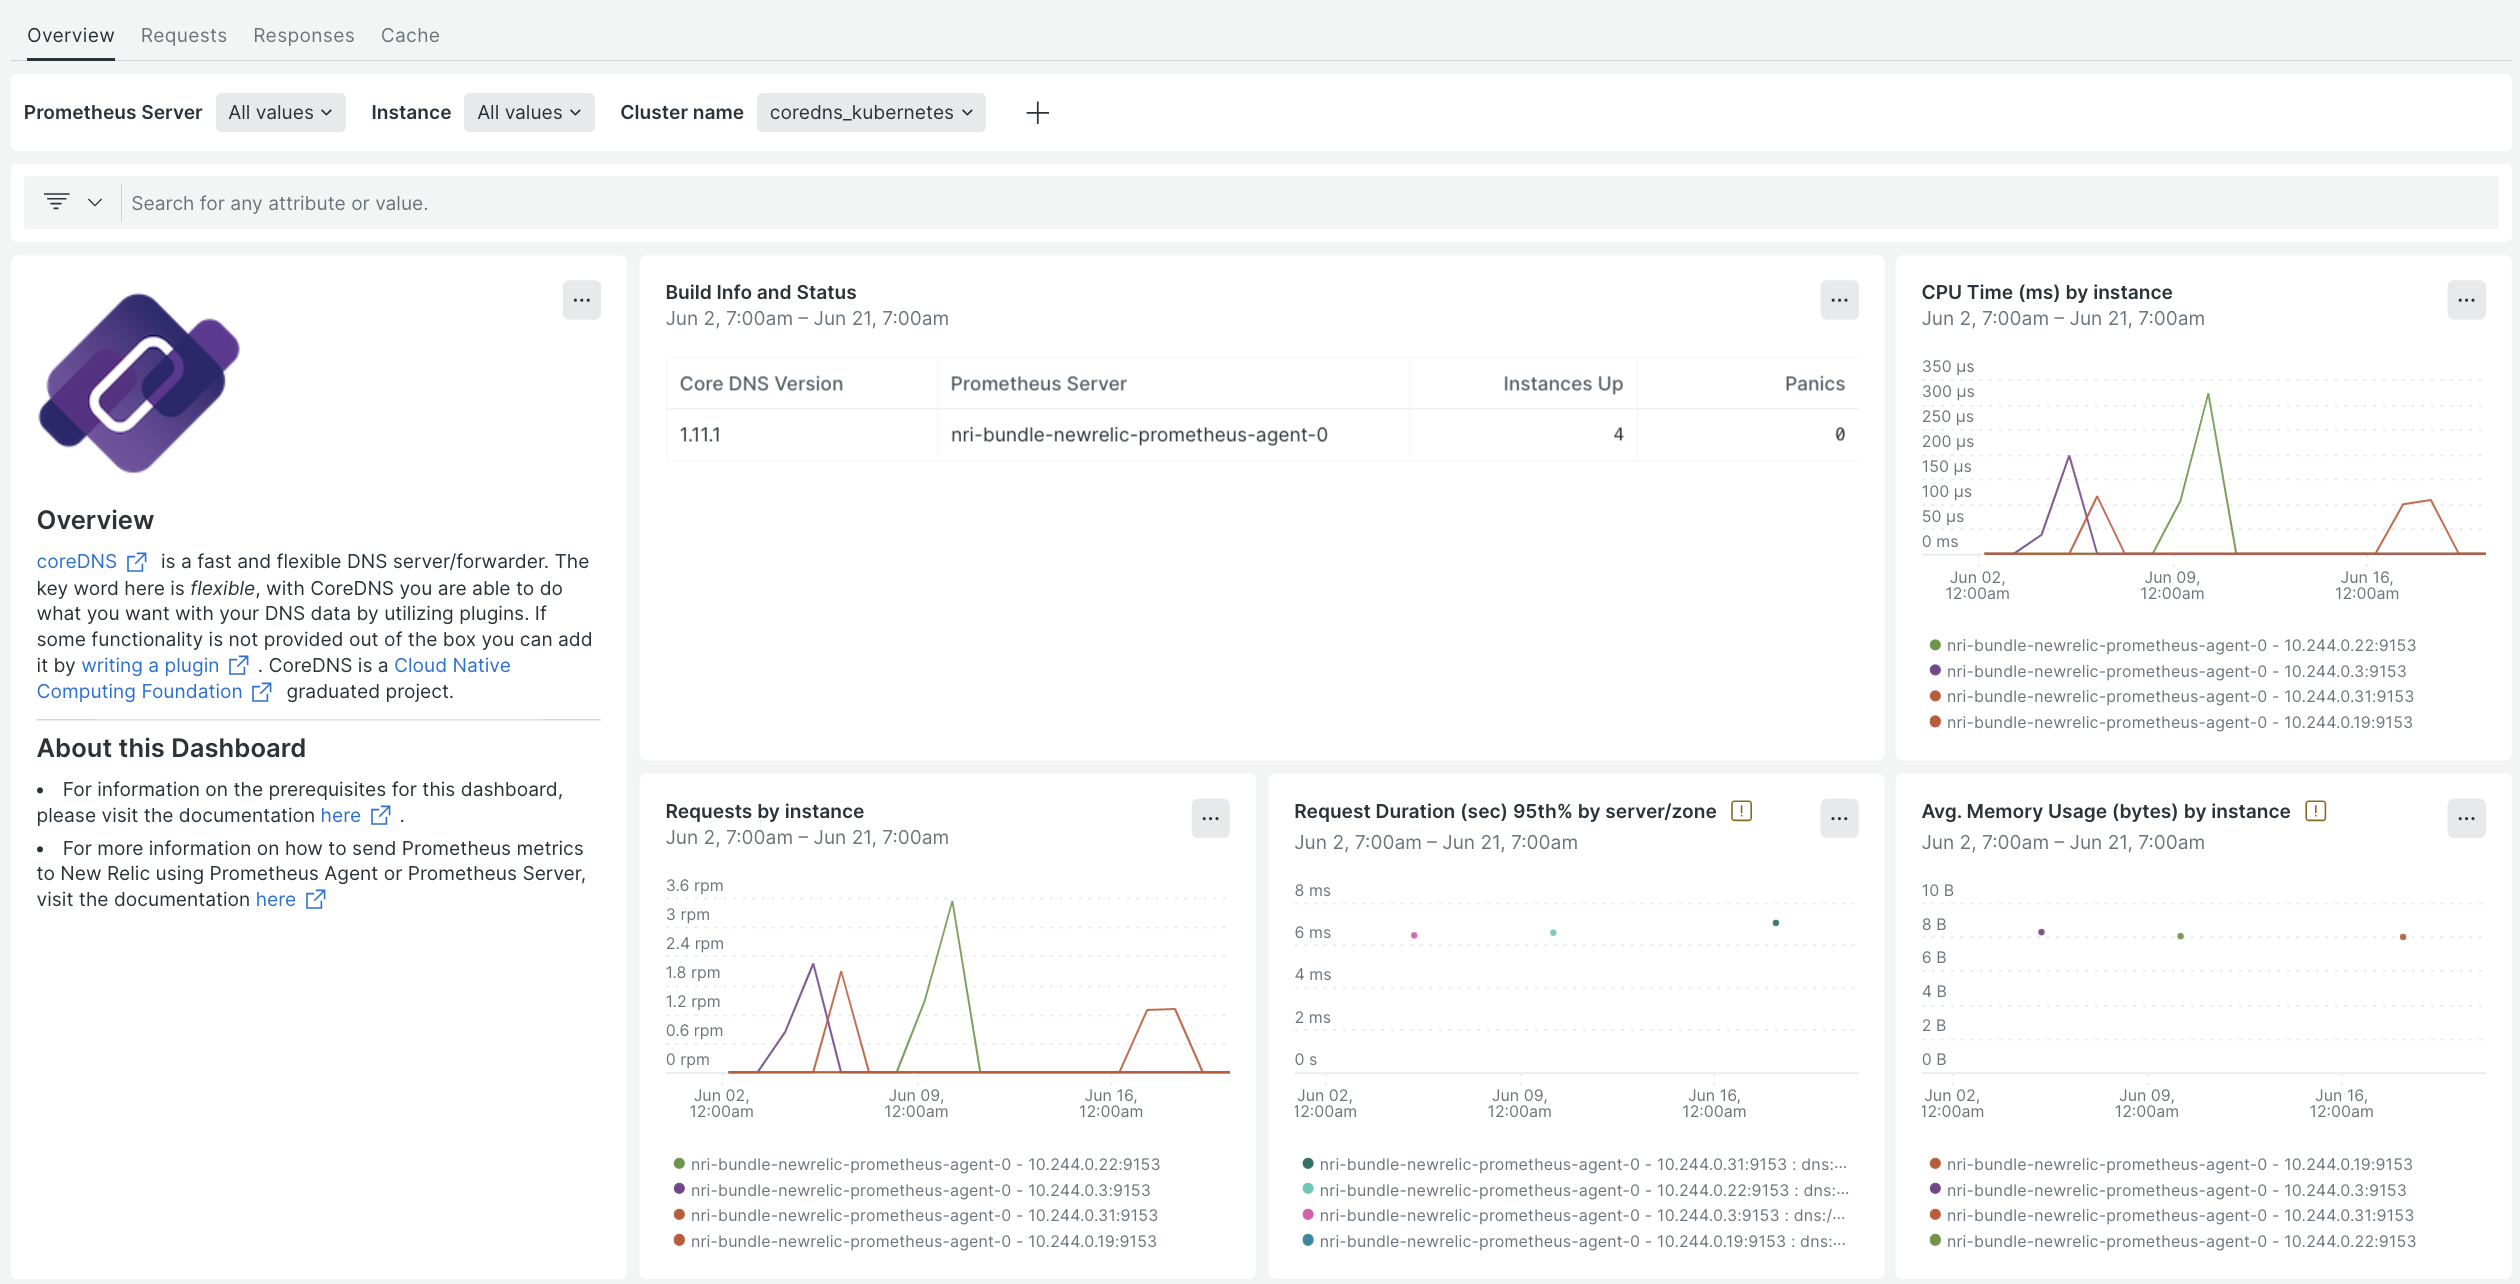 Overview Requests Responses Cache
Prometheus Server All values Instance All values Cluster name coredns_kubernetes
Search for any attribute or value.
Overview
coreDNS is a fast and flexible DNS server/forwarder. The
key word here is flexible, with CoreDNS you are able to do
what you want with your DNS data by utilizing plugins. If
some functionality is not provided out of the box you can add
it by writing a plugin . CoreDNS is a Cloud Native
Computing Foundation graduated project.
About this Dashboard
• For information on the prerequisites for this dashboard,
please visit the documentation here .
• For more information on how to send Prometheus metrics
to New Relic using Prometheus Agent or Prometheus Server,
visit the documentation here
Build Info and Status
Jun 2, 7:00am – Jun 21, 7:00am
Core DNS Version Prometheus Server Instances Up Panics
1.11.1 nri-bundle-newrelic-prometheus-agent-0 4 0
CPU Time (ms) by instance
Jun 2, 7:00am – Jun 21, 7:00am
350 µs
300 µs
250 µs
200 µs
150 µs
100 µs
50 µs
0 ms
Jun 02, Jun 09, Jun 16,
12:00am 12:00am 12:00am
nri-bundle-newrelic-prometheus-agent-0 - 10.244.0.22:9153
nri-bundle-newrelic-prometheus-agent-0 - 10.244.0.3:9153
nri-bundle-newrelic-prometheus-agent-0 - 10.244.0.31:9153
nri-bundle-newrelic-prometheus-agent-0 - 10.244.0.19:9153
Requests by instance
Jun 2, 7:00am – Jun 21, 7:00am
3.6 rpm
3 rpm
2.4 rpm
1.8 rpm
1.2 rpm
0.6 rpm
0 rpm
Jun 02, Jun 09, Jun 16,
12:00am 12:00am 12:00am
nri-bundle-newrelic-prometheus-agent-0 - 10.244.0.22:9153
nri-bundle-newrelic-prometheus-agent-0 - 10.244.0.3:9153
nri-bundle-newrelic-prometheus-agent-0 - 10.244.0.31:9153
nri-bundle-newrelic-prometheus-agent-0 - 10.244.0.19:9153
Request Duration (sec) 95th% by server/zone
Jun 2, 7:00am – Jun 21, 7:00am
8 ms
6 ms
4 ms
2 ms
0 s
Jun 02, Jun 09, Jun 16,
12:00am 12:00am 12:00am
nri-bundle-newrelic-prometheus-agent-0 - 10.244.0.31:9153 : dns:...
nri-bundle-newrelic-prometheus-agent-0 - 10.244.0.22:9153 : dns:...
nri-bundle-newrelic-prometheus-agent-0 - 10.244.0.3:9153 : dns:/...
nri-bundle-newrelic-prometheus-agent-0 - 10.244.0.19:9153 : dns:...
Avg. Memory Usage (bytes) by instance
Jun 2, 7:00am – Jun 21, 7:00am
10 B
8 B
6 B
4 B
2 B
0 B
Jun 02, Jun 09, Jun 16,
12:00am 12:00am 12:00am
nri-bundle-newrelic-prometheus-agent-0 - 10.244.0.19:9153
nri-bundle-newrelic-prometheus-agent-0 - 10.244.0.3:9153
nri-bundle-newrelic-prometheus-agent-0 - 10.244.0.31:9153
nri-bundle-newrelic-prometheus-agent-0 - 10.244.0.22:9153